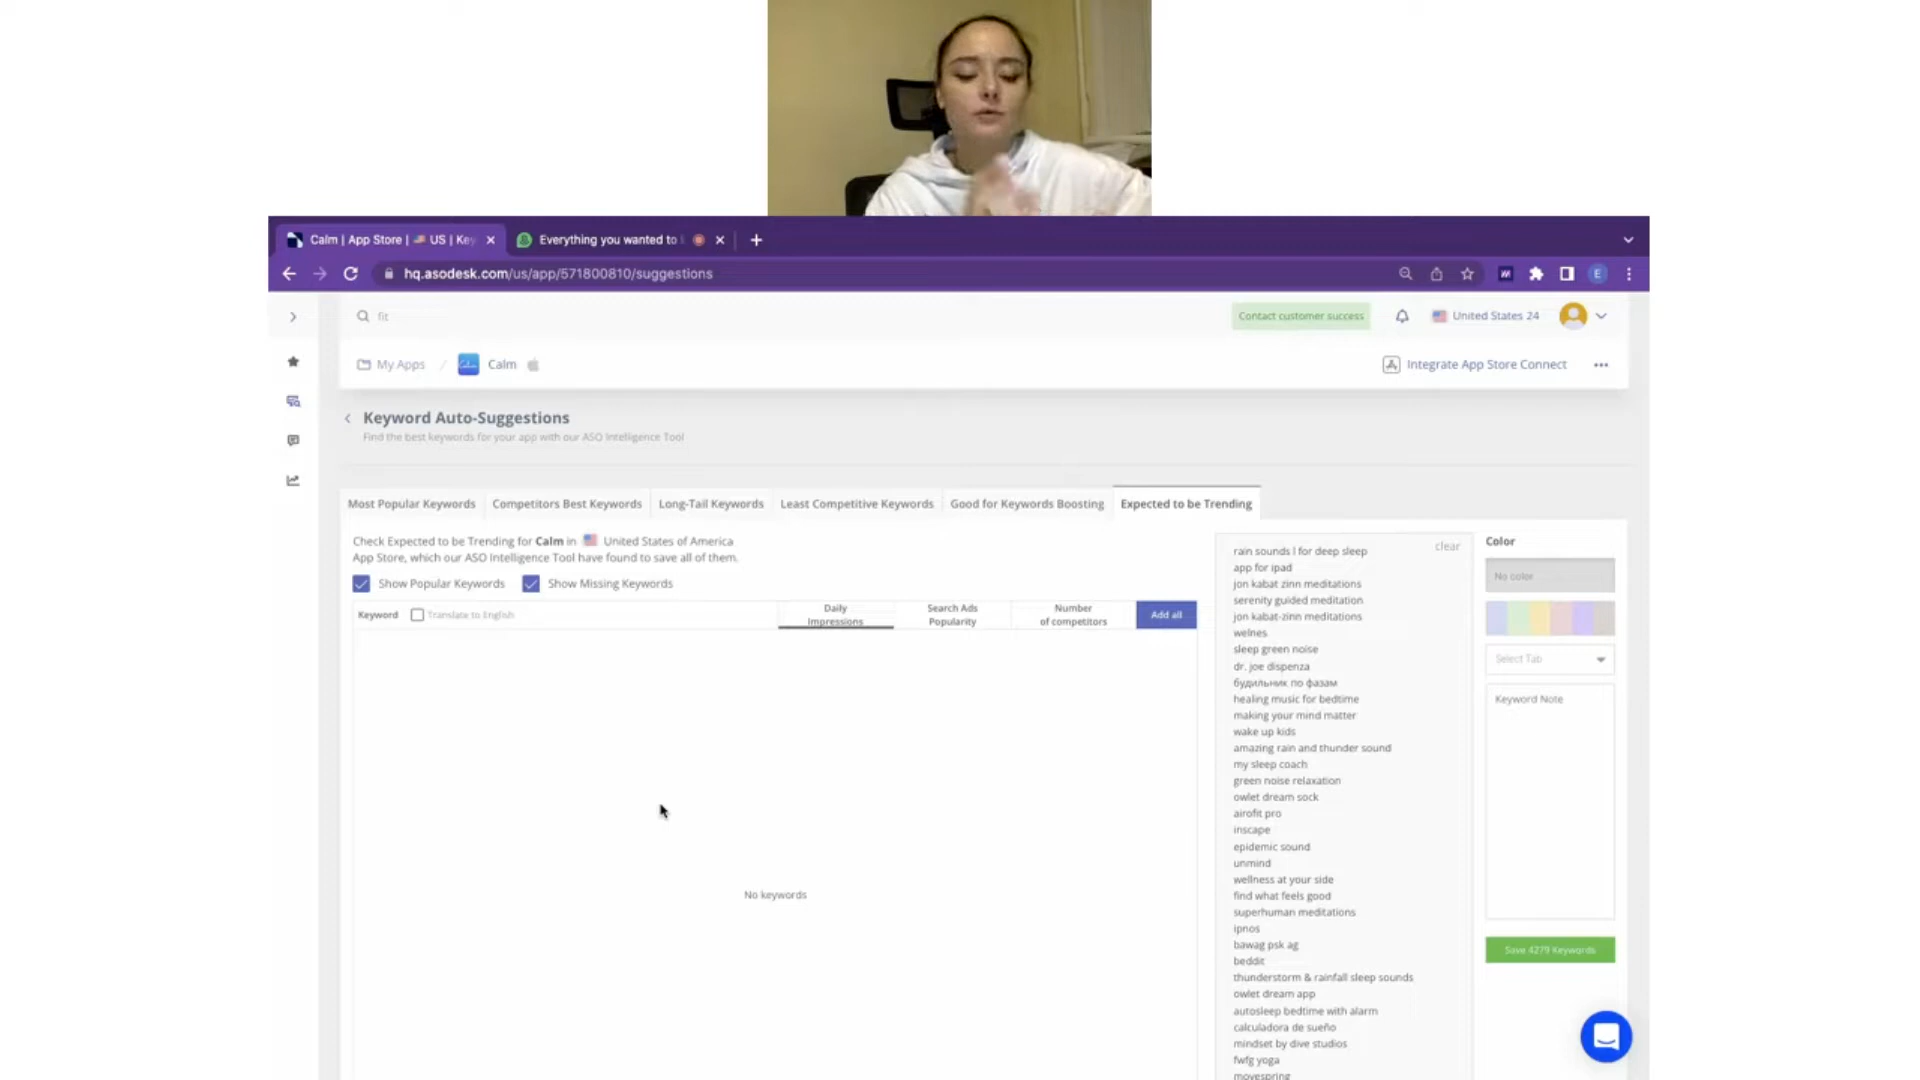 Calm | App Store | US | Key
Everything you wanted to
hq.asodesk.com/us/app/571800810/suggestions
E
fit
Contact customer success
United States 24
My Apps / Calm
Integrate App Store Connect
Keyword Auto-Suggestions
Find the best keywords for your app with our ASO Intelligence Tool
Most Popular Keywords
Competitors Best Keywords
Long-Tail Keywords
Least Competitive Keywords
Good for Keywords Boosting
Expected to be Trending
Check Expected to be Trending for Calm in United States of America
App Store, which our ASO Intelligence Tool have found to save all of them.
Show Popular Keywords
Show Missing Keywords
Keyword
Translate to English
Daily
Impressions
Search Ads
Popularity
Number
of competitors
Add all
No keywords
clear
rain sounds l for deep sleep
app for ipad
jon kabat zinn meditations
serenity guided meditation
jon kabat-zinn meditations
welnes
sleep green noise
dr. joe dispenza
будильник по фазам
healing music for bedtime
making your mind matter
wake up kids
amazing rain and thunder sound
my sleep coach
green noise relaxation
owlet dream sock
airofit pro
inscape
epidemic sound
unmind
wellness at your side
find what feels good
superhuman meditations
ipnos
bawag psk ag
beddit
thunderstorm & rainfall sleep sounds
owlet dream app
autosleep bedtime with alarm
calculadora de sueño
mindset by dive studios
fwfg yoga
movespring
Color
No color
Select Tab
Keyword Note
Save 4279 Keywords